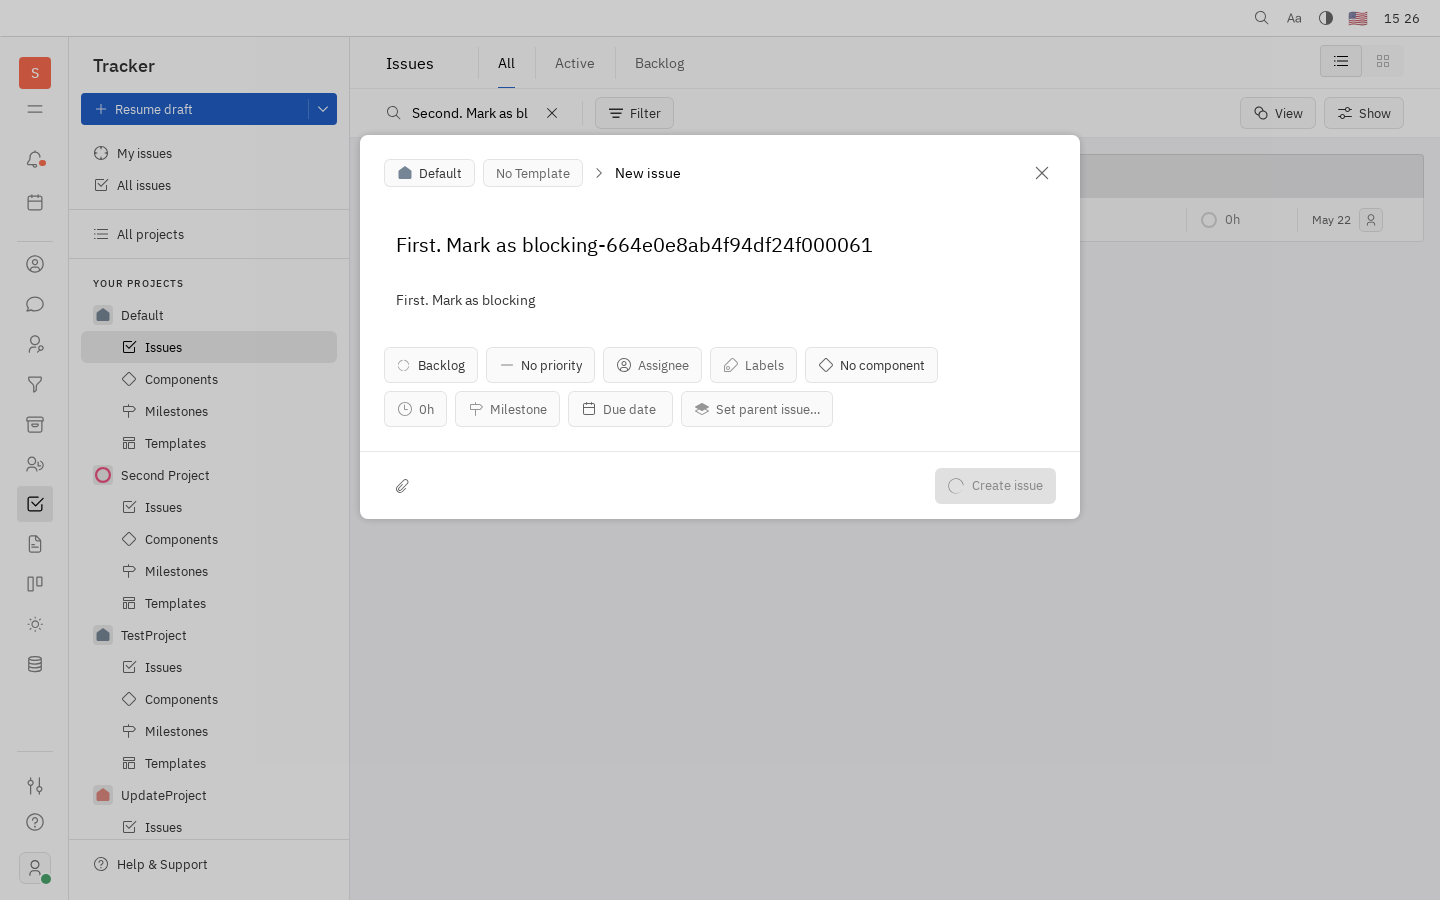 Aa
15 26
S
Tracker
Issues
All
Active
Backlog
Resume draft
Second. Mark as bl
Filter
View
Show
My issues
All issues
All projects
YOUR PROJECTS
Default
Issues
Components
Milestones
Templates
Second Project
Issues
Components
Milestones
Templates
TestProject
Issues
Components
Milestones
Templates
UpdateProject
Issues
Help & Support
0h
May 22
Default
No Template
New issue
First. Mark as blocking-664e0e8ab4f94df24f000061
First. Mark as blocking
Backlog
No priority
Assignee
Labels
No component
0h
Milestone
Due date
Set parent issue...
Create issue